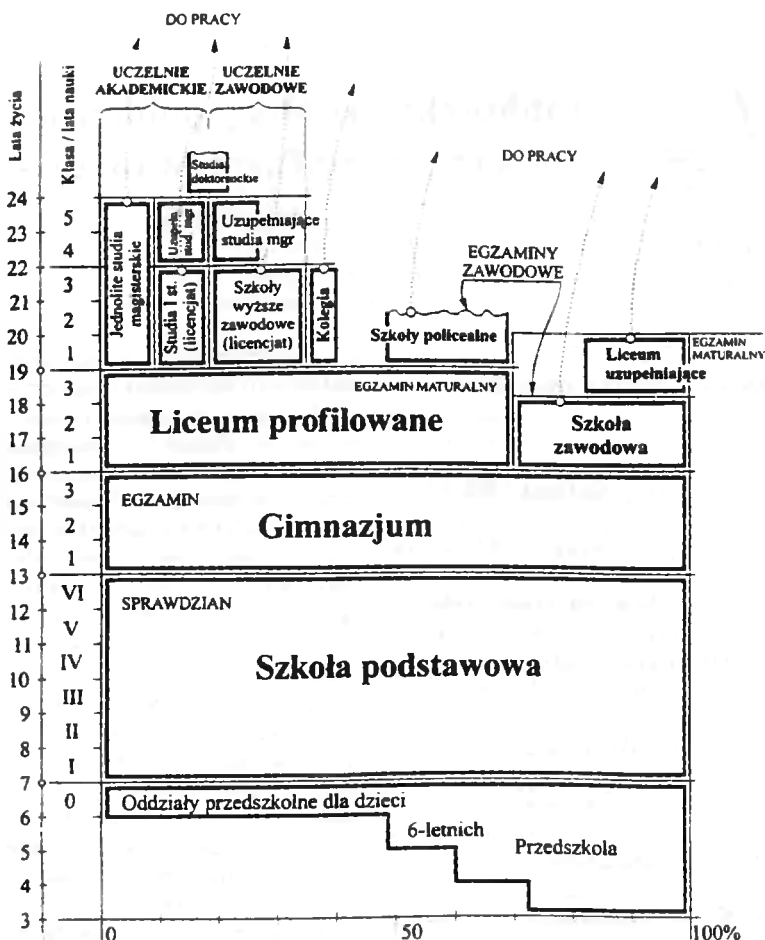 DO PRACY
UCZELNIE AKADEMICKIE
UCZELNIE ZAWODOWE
Lata życia
Klasa / lata nauki
DO PRACY
Studia doktoranckie
24
23
22
21
20
19
18
17
16
15
14
13
12
11
10
9
8
7
6
5
4
3
5
4
3
2
1
3
2
1
3
2
1
VI
V
IV
III
II
I
0
Jednolite studia
magisterskie
Uzupełn.
stud. mgr
Uzupełniające
studia mgr
Studia I st.
(licencjat)
Szkoły
wyższe
zawodowe
(licencjat)
Kolegia
EGZAMINY
ZAWODOWE
Szkoły policealne
Liceum
uzupełniające
EGZAMIN
MATURALNY
EGZAMIN MATURALNY
Liceum profilowane
Szkoła
zawodowa
EGZAMIN
Gimnazjum
SPRAWDZIAN
Szkoła podstawowa
Oddziały przedszkolne dla dzieci
6-letnich
Przedszkola
0
50
100%